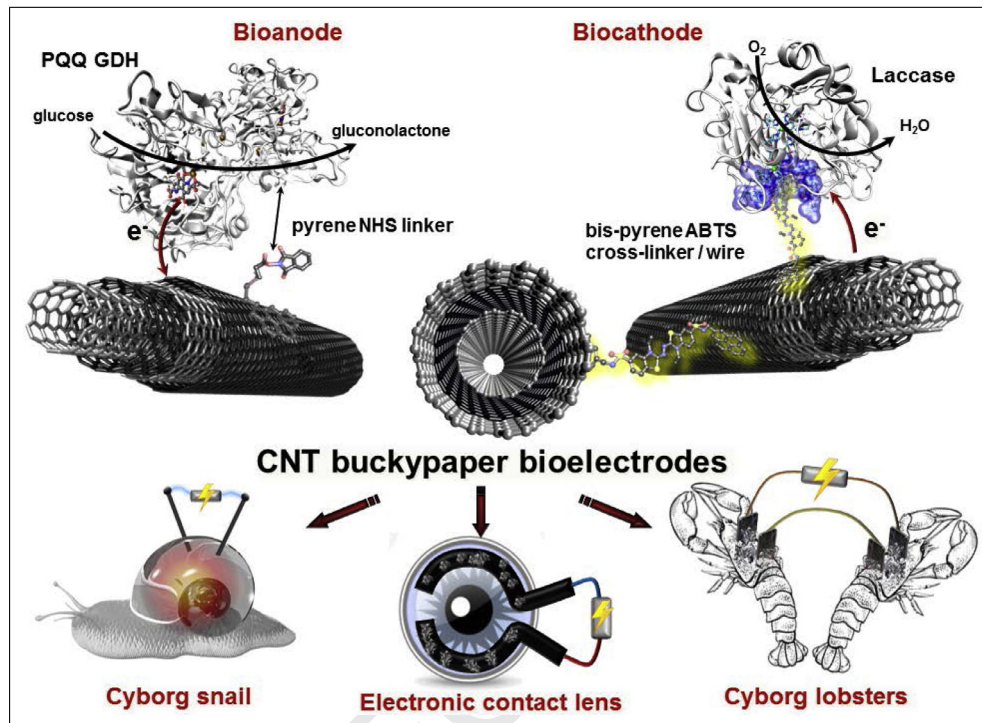 Bioanode
Biocathode
PQQ GDH
glucose
gluconolactone
e-
pyrene NHS linker
O2
Laccase
H2O
bis-pyrene ABTS
cross-linker / wire
e-
CNT buckypaper bioelectrodes
Cyborg snail
Electronic contact lens
Cyborg lobsters